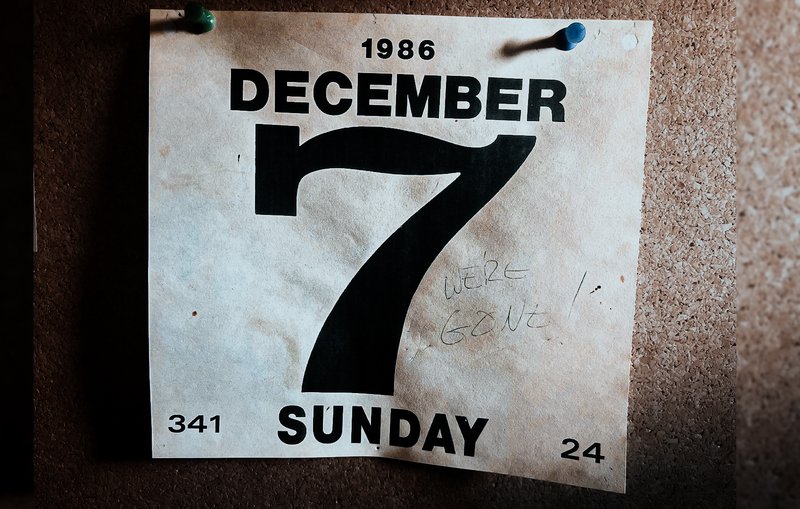 1986
DECEMBER
7
WE'RE
GONE!
341
SUNDAY
24